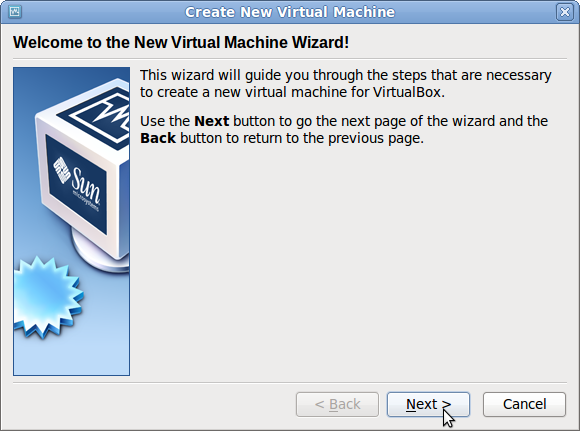 Create New Virtual Machine
Welcome to the New Virtual Machine Wizard!
This wizard will guide you through the steps that are necessary
to create a new virtual machine for VirtualBox.
Use the Next button to go the next page of the wizard and the
Back button to return to the previous page.
Sun
microsystems
< Back
Next >
Cancel